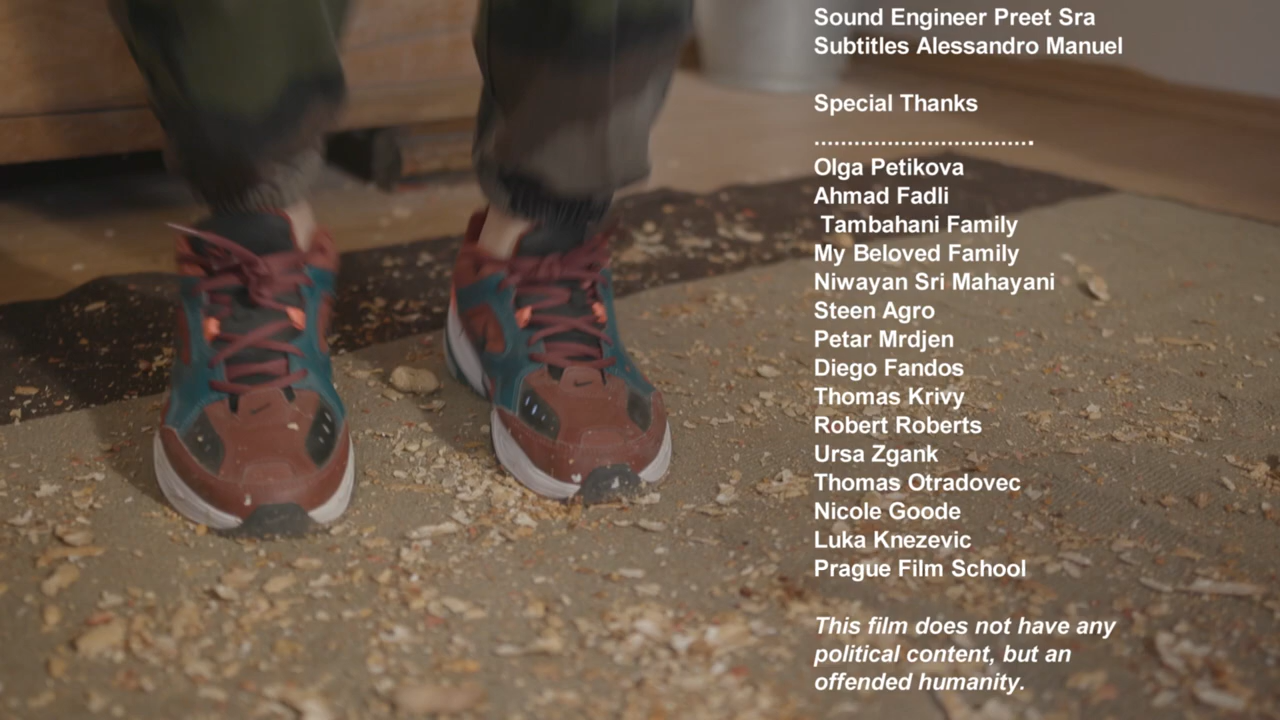 Sound Engineer Preet Sra
Subtitles Alessandro Manuel
Special Thanks
.................................
Olga Petikova
Ahmad Fadli
Tambahani Family
My Beloved Family
Niwayan Sri Mahayani
Steen Agro
Petar Mrdjen
Diego Fandos
Thomas Krivy
Robert Roberts
Ursa Zgank
Thomas Otradovec
Nicole Goode
Luka Knezevic
Prague Film School
This film does not have any
political content, but an
offended humanity.